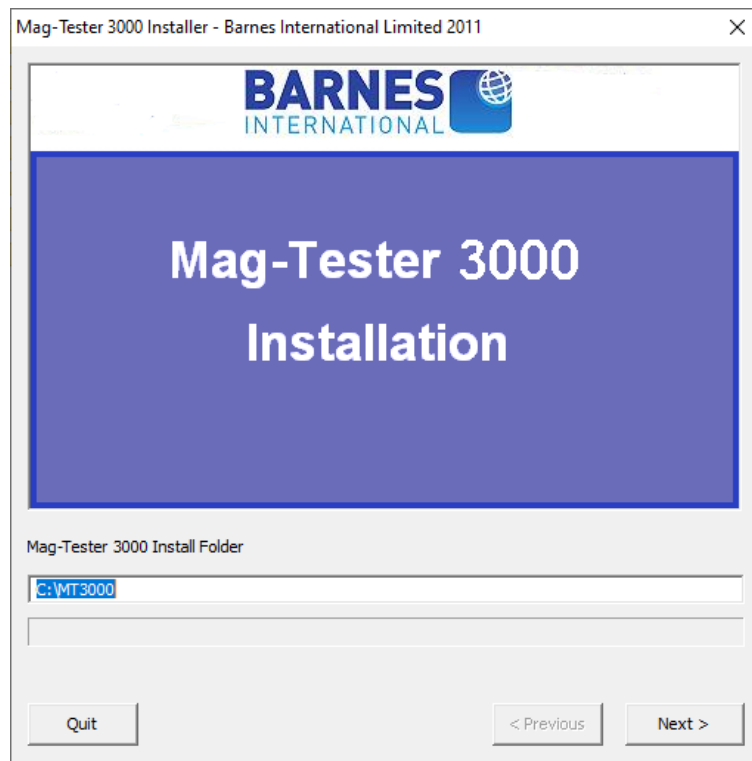 Mag-Tester 3000 Installer - Barnes International Limited 2011
BARNES
INTERNATIONAL
Mag-Tester 3000
Installation
Mag-Tester 3000 Install Folder
C:\MT3000
Quit
< Previous
Next >